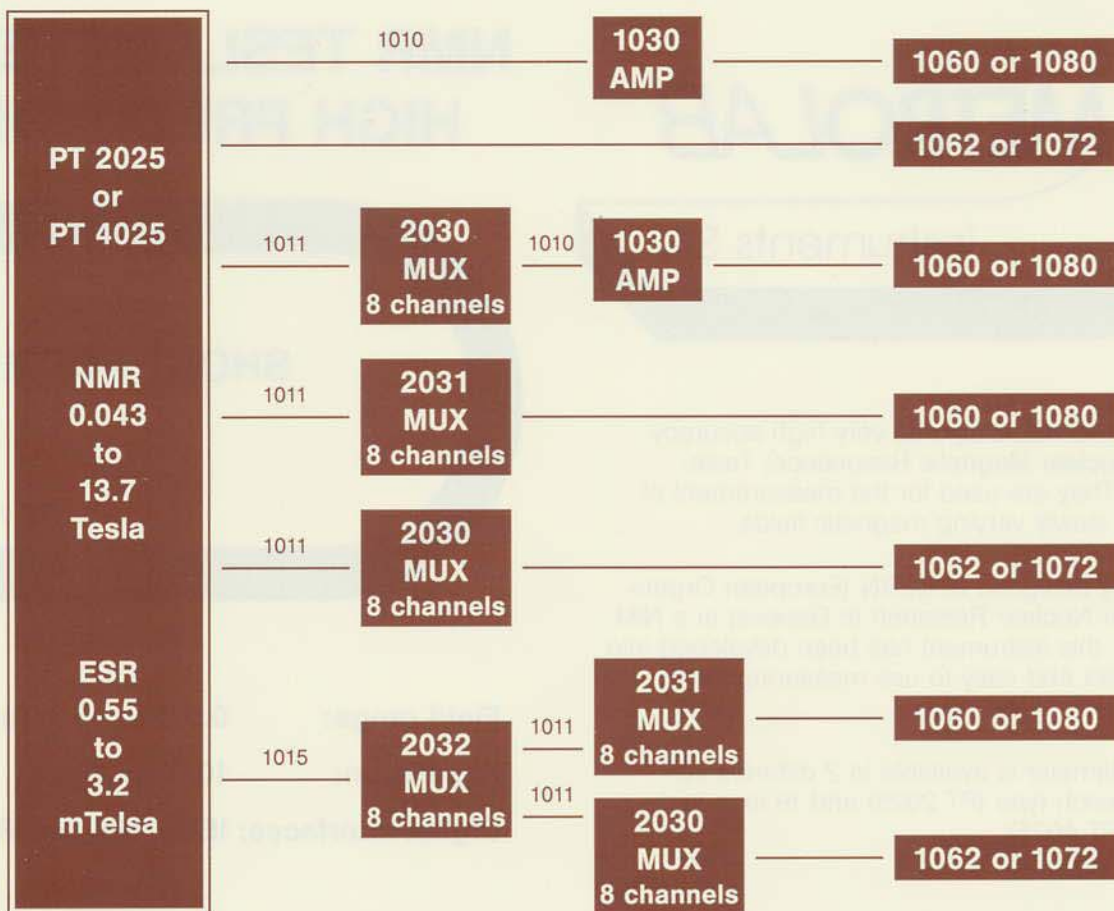 PT 2025
or
PT 4025
NMR
0.043
to
13.7
Tesla
ESR
0.55
to
3.2
mTelsa
1010
1030
AMP
1060 or 1080
1062 or 1072
1011
2030
MUX
8 channels
1010
1030
AMP
1060 or 1080
1011
2031
MUX
8 channels
1060 or 1080
1011
2030
MUX
8 channels
1062 or 1072
1015
2032
MUX
8 channels
1011
2031
MUX
8 channels
1060 or 1080
1011
2030
MUX
8 channels
1062 or 1072